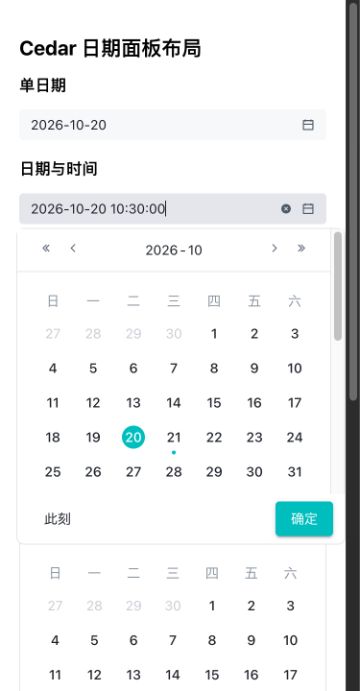 Cedar 日期面板布局
单日期
2026-10-20
日期与时间
2026-10-20 10:30:00
2026-10
日 一 二 三 四 五 六
27 28 29 30 1 2 3
4 5 6 7 8 9 10
11 12 13 14 15 16 17
18 19 20 21 22 23 24
25 26 27 28 29 30 31
此刻 确定
日 一 二 三 四 五 六
27 28 29 30 1 2 3
4 5 6 7 8 9 10
11 12 13 14 15 16 17